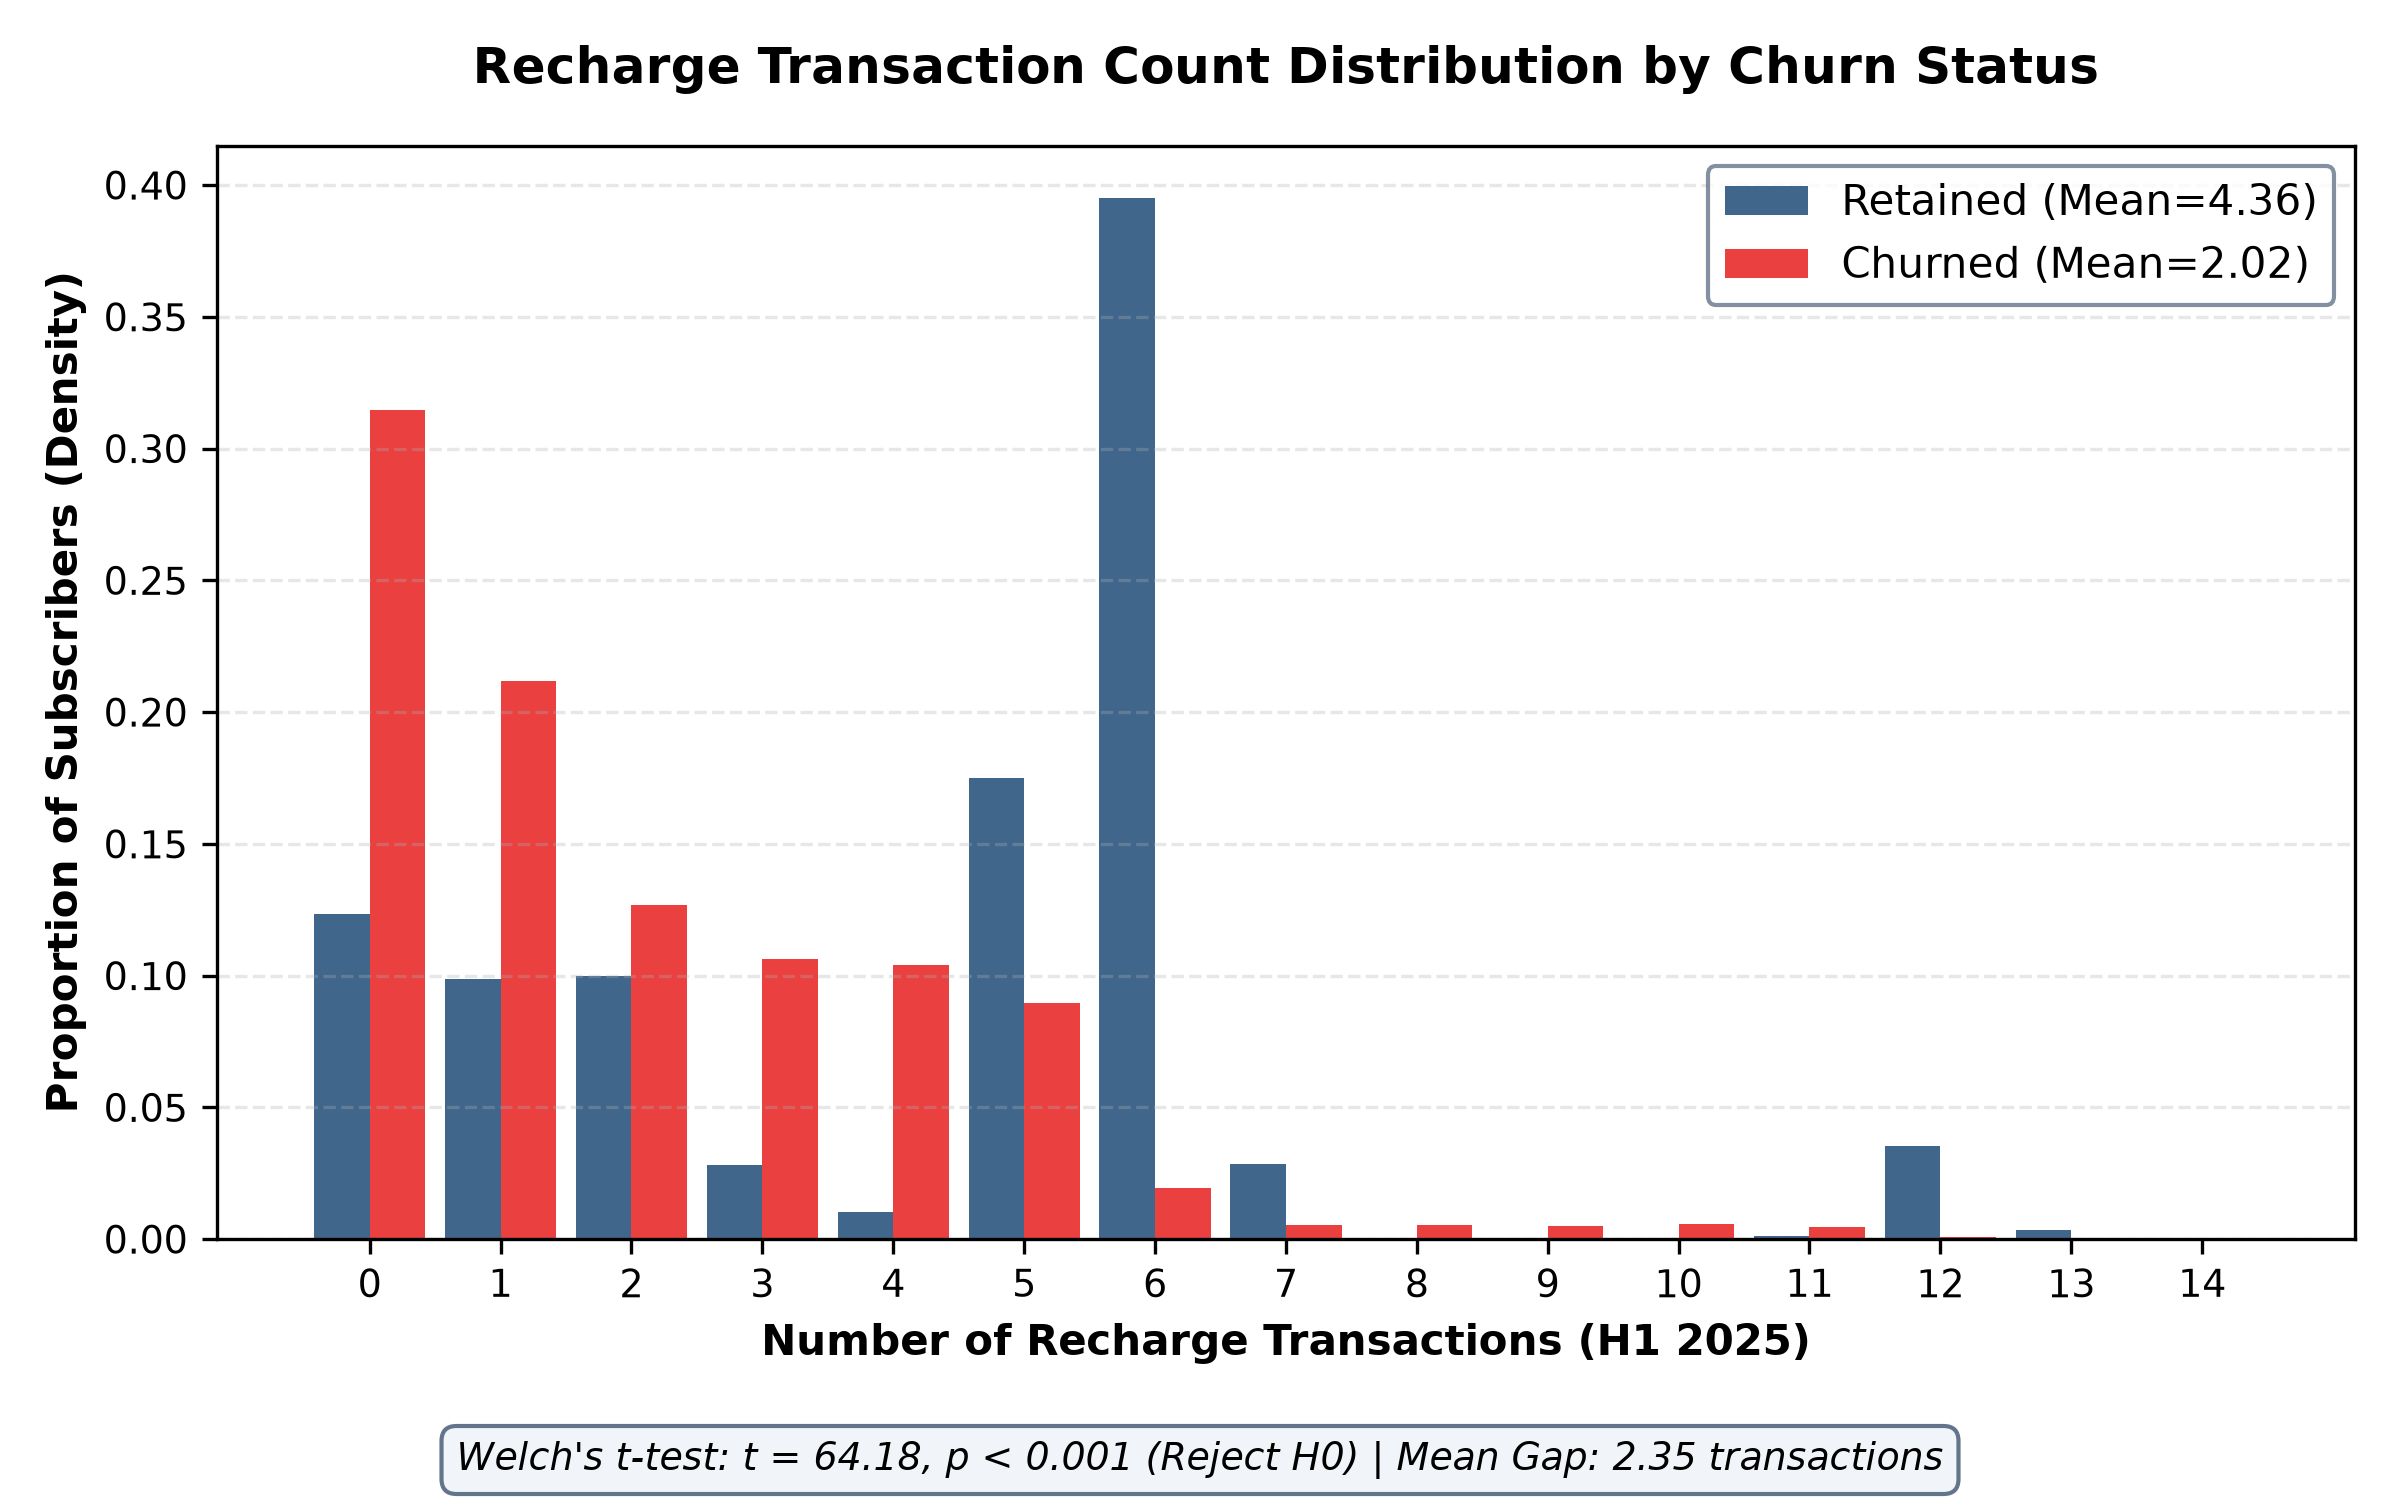 Recharge Transaction Count Distribution by Churn Status
Retained (Mean=4.36)
Churned (Mean=2.02)
Proportion of Subscribers (Density)
0.40
0.35
0.30
0.25
0.20
0.15
0.10
0.05
0.00
0 1 2 3 4 5 6 7 8 9 10 11 12 13 14
Number of Recharge Transactions (H1 2025)
Welch's t-test: t = 64.18, p < 0.001 (Reject H0) | Mean Gap: 2.35 transactions